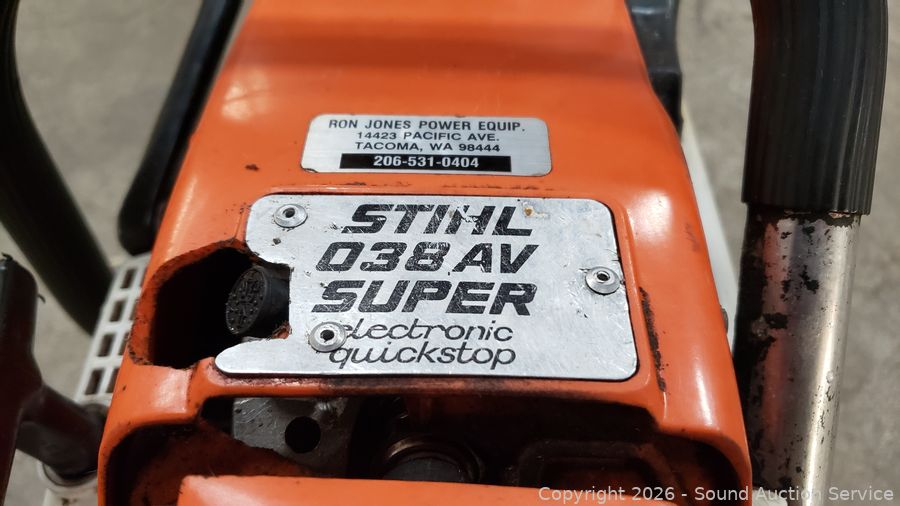 RON JONES POWER EQUIP.
14423 PACIFIC AVE.
TACOMA, WA 98444
206-531-0404
STIHL
038 AV
SUPER
electronic
quickstop
Copyright 2026 - Sound Auction Service